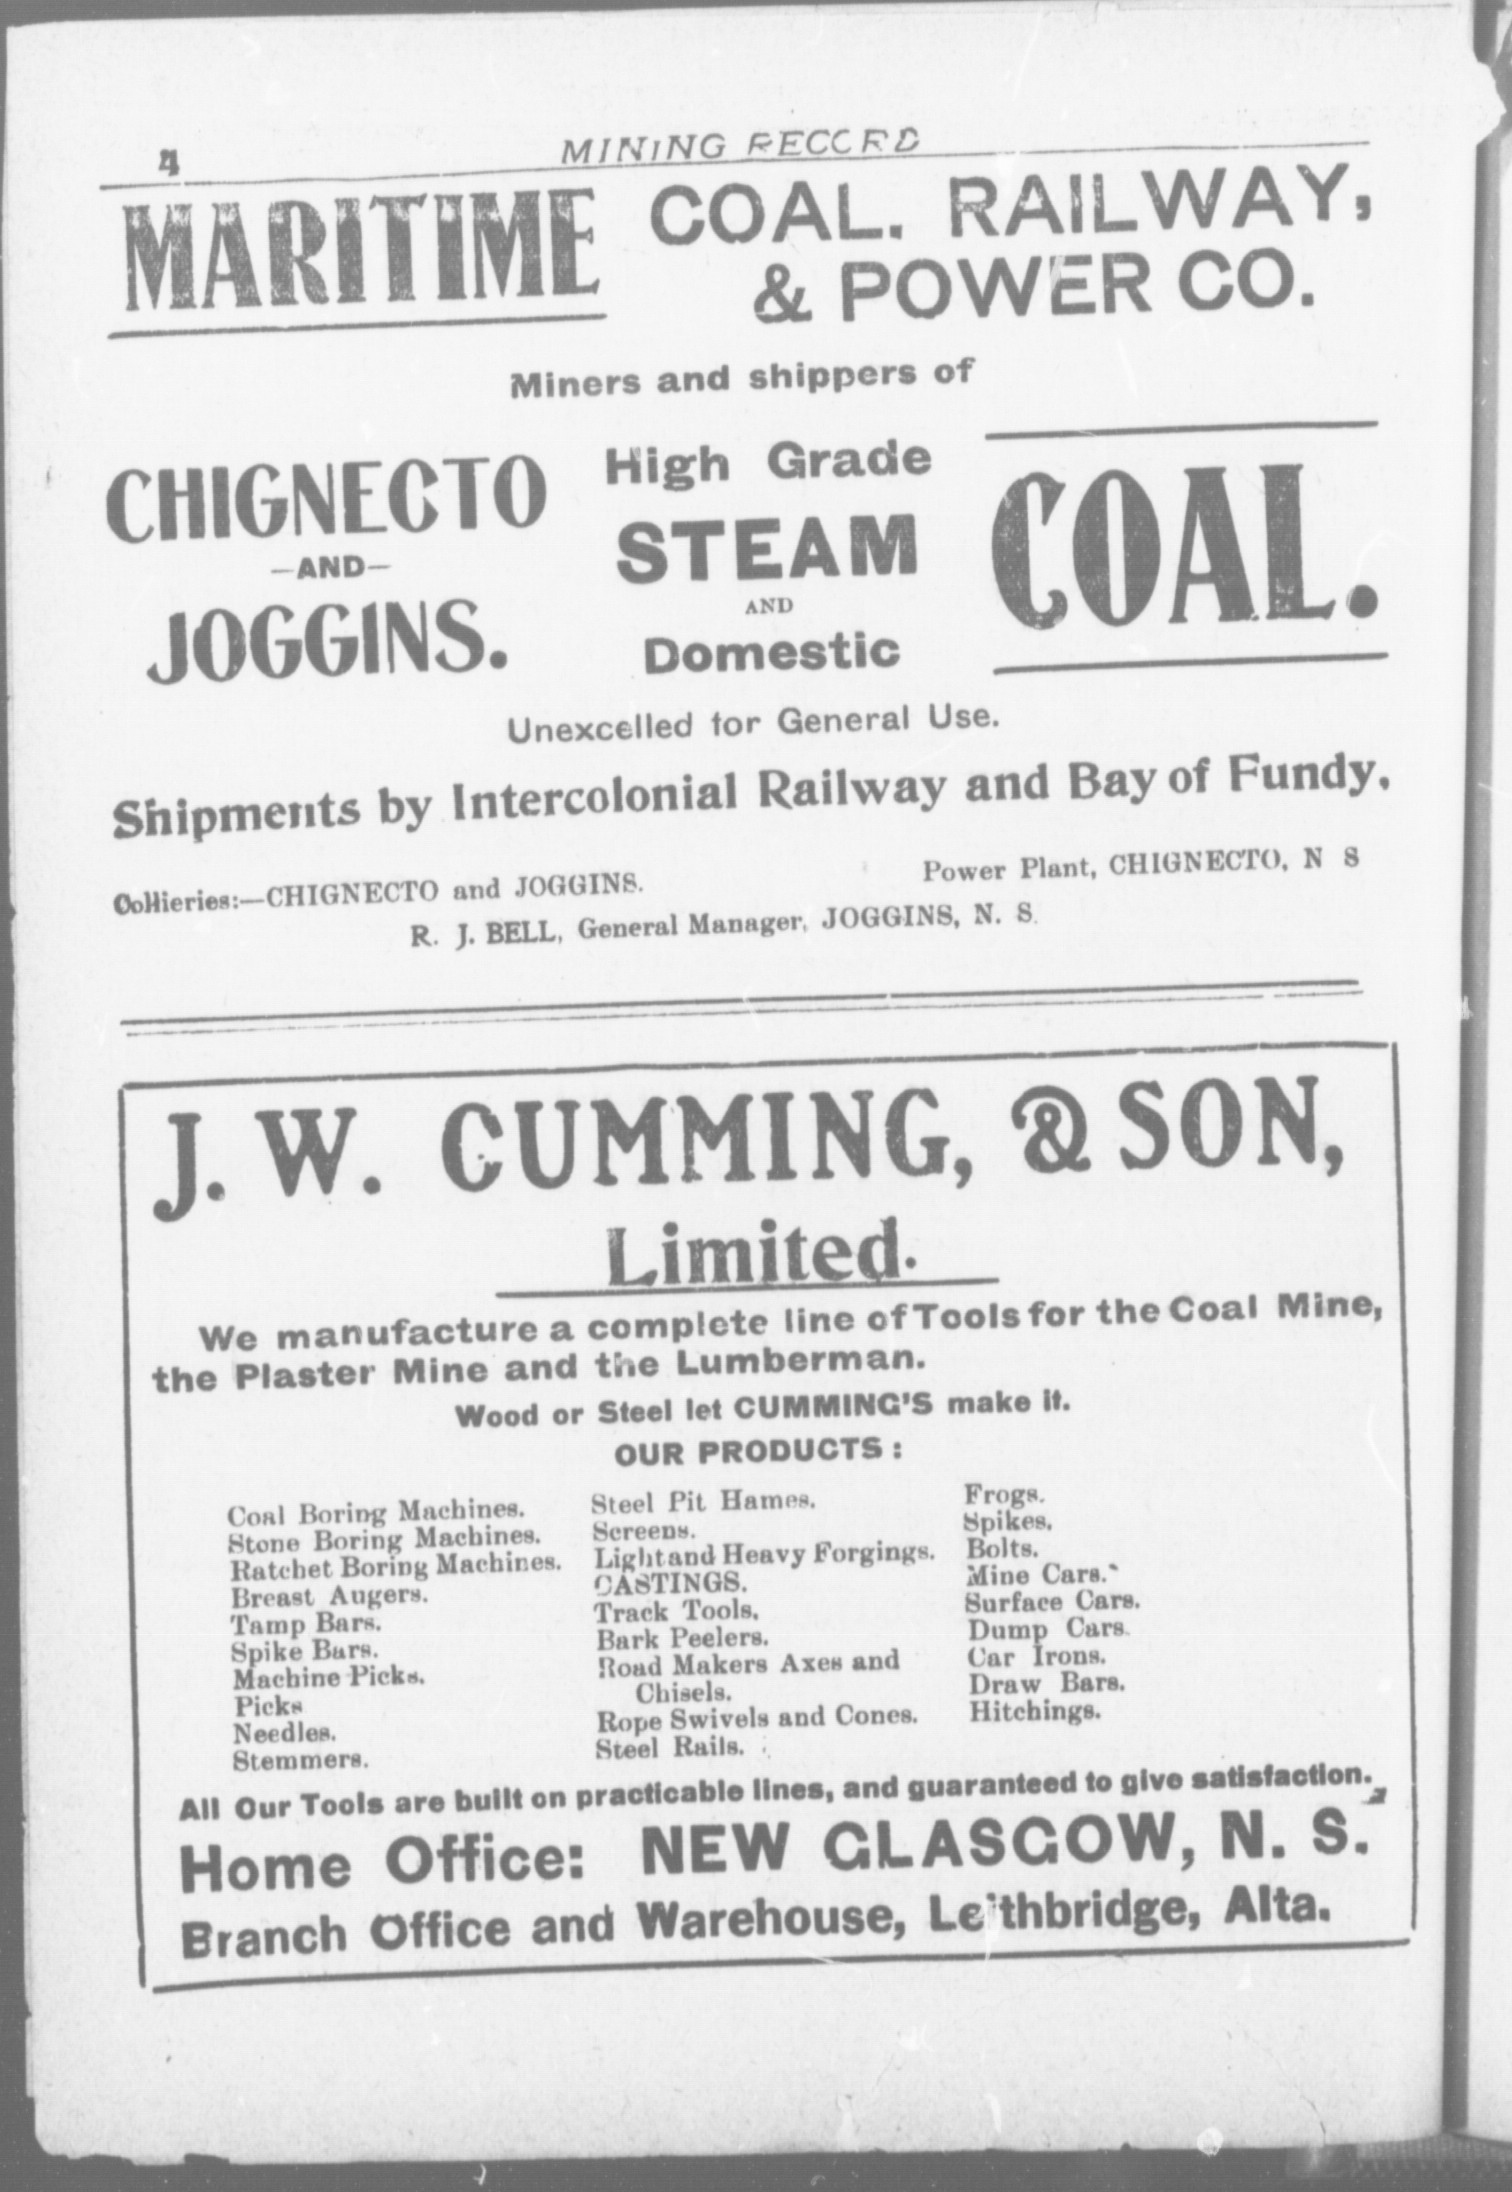 4
MINING RECORD
MARITIME COAL. RAILWAY,
& POWER CO.
Miners and shippers of
CHIGNECTO
—AND—
JOGGINS.
High Grade
STEAM
AND
Domestic
COAL.
Unexcelled for General Use.
Shipments by Intercolonial Railway and Bay of Fundy.
Collieries:—CHIGNECTO and JOGGINS.
Power Plant, CHIGNECTO, N S
R. J. BELL, General Manager, JOGGINS, N. S.
J. W. CUMMING, & SON,
Limited.
We manufacture a complete line of Tools for the Coal Mine,
the Plaster Mine and the Lumberman.
Wood or Steel let CUMMING'S make it.
OUR PRODUCTS:
Coal Boring Machines.
Stone Boring Machines.
Ratchet Boring Machines.
Breast Augers.
Tamp Bars.
Spike Bars.
Machine Picks.
Picks
Needles.
Stemmers.
Steel Pit Hames.
Screens.
Light and Heavy Forgings.
CASTINGS.
Track Tools.
Bark Peelers.
Road Makers Axes and
Chisels.
Rope Swivels and Cones.
Steel Rails.
Frogs.
Spikes.
Bolts.
Mine Cars.
Surface Cars.
Dump Cars.
Car Irons.
Draw Bars.
Hitchings.
All Our Tools are built on practicable lines, and guaranteed to give satisfaction.
Home Office: NEW GLASGOW, N. S.
Branch Office and Warehouse, Leithbridge, Alta.